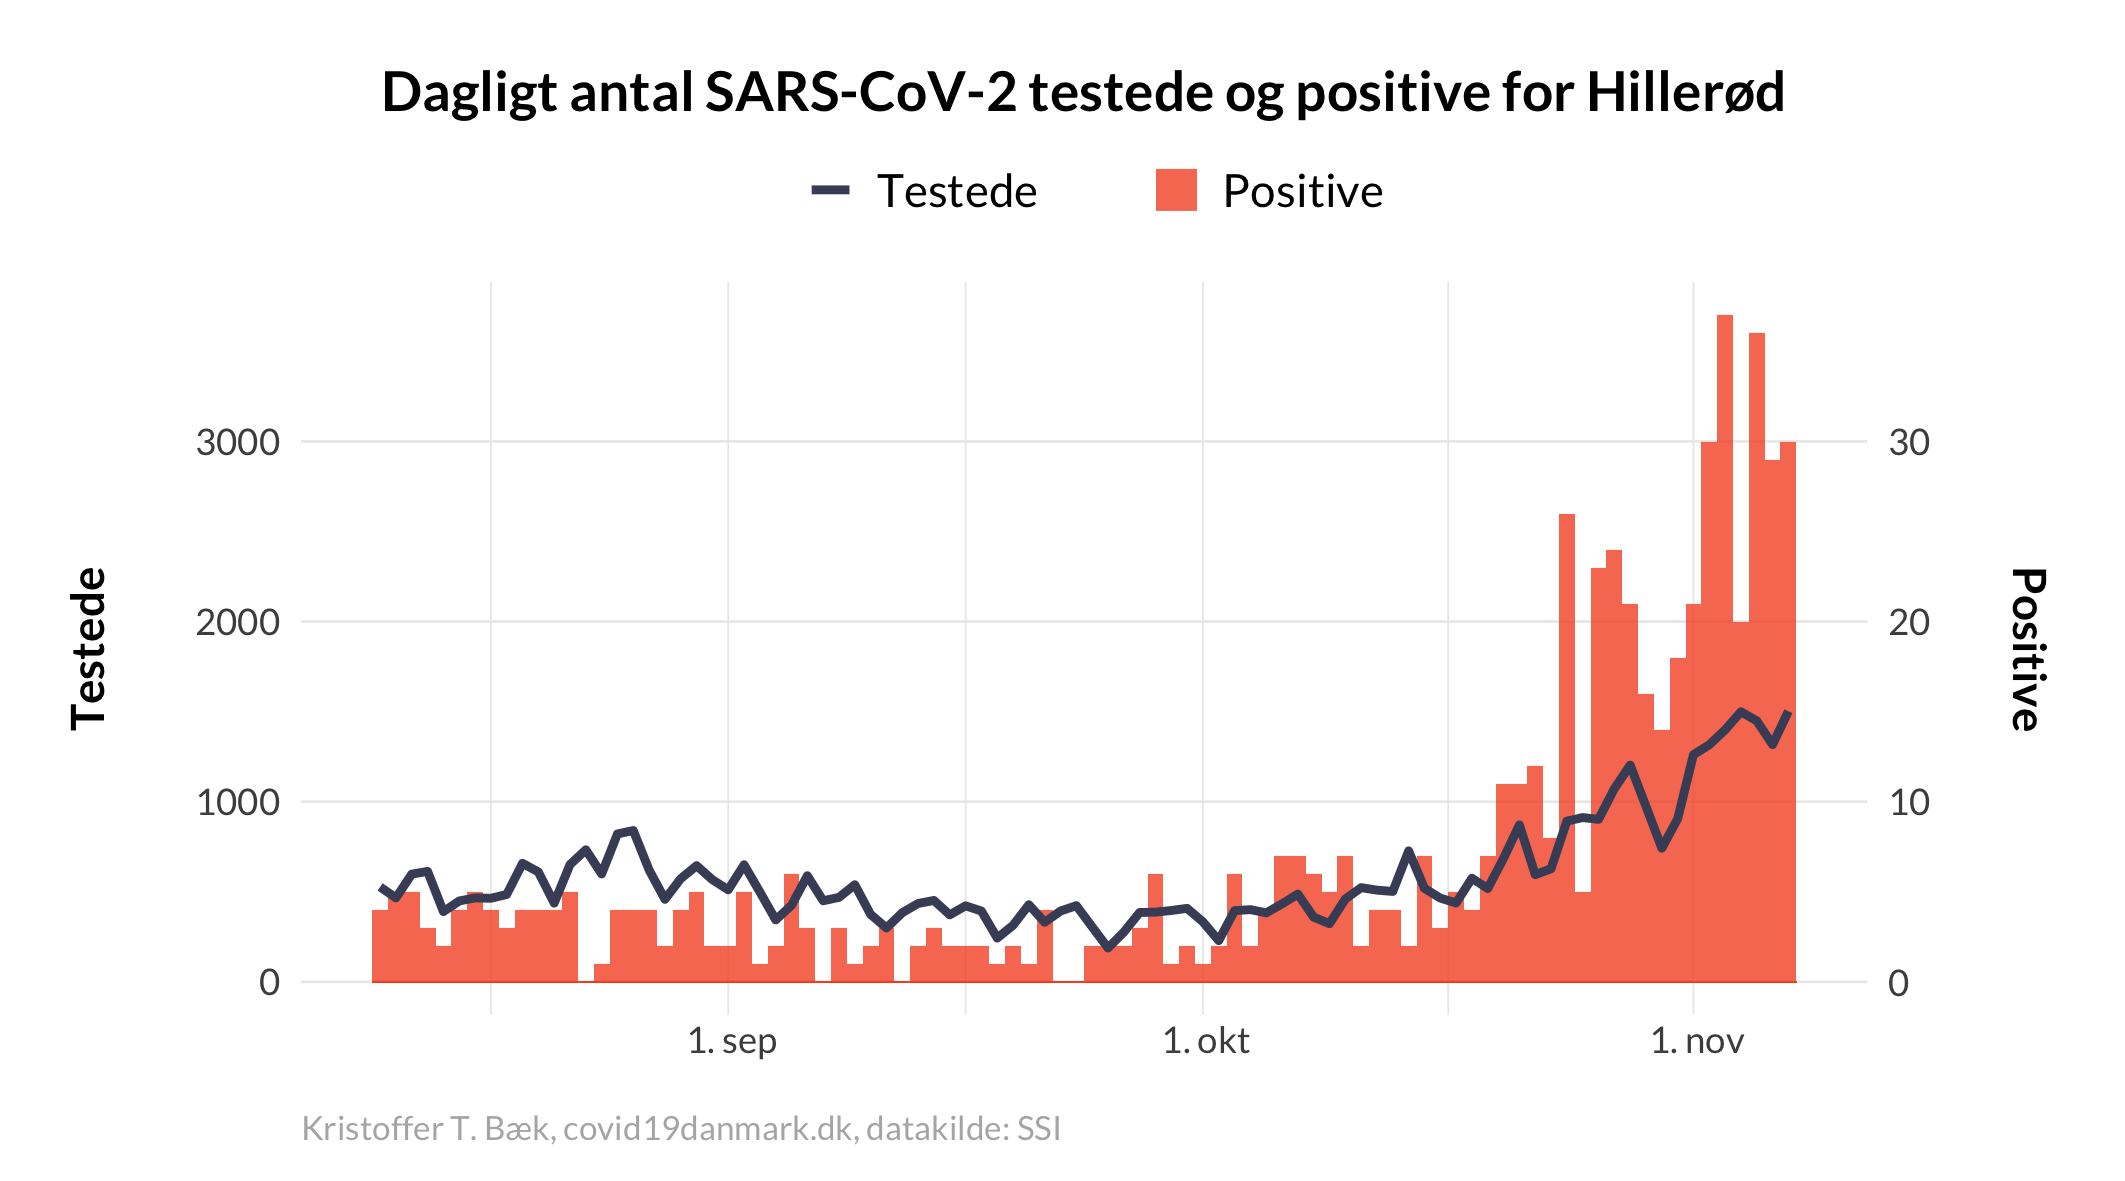 Dagligt antal SARS-CoV-2 testede og positive for Hillerød
Testede
Positive
3000
2000
1000
0
30
20
10
0
Testede
Positive
1. sep
1. okt
1. nov
Kristoffer T. Bæk, covid19danmark.dk, datakilde: SSI